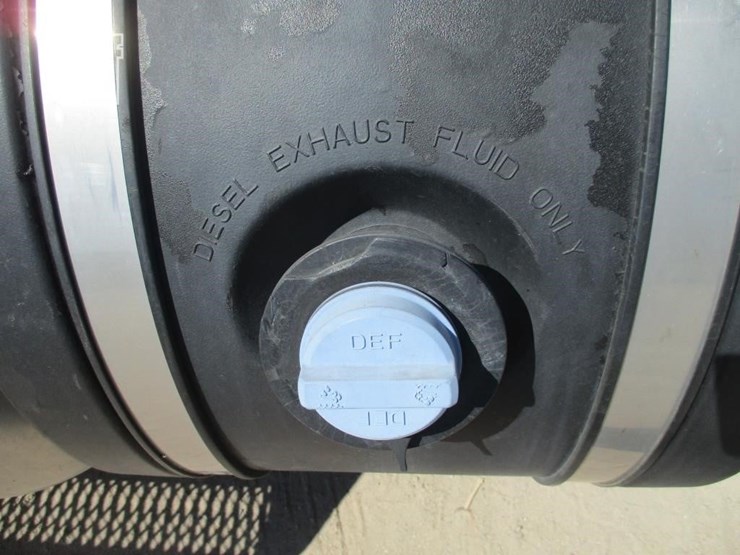 DIESEL EXHAUST FLUID ONLY
DEF